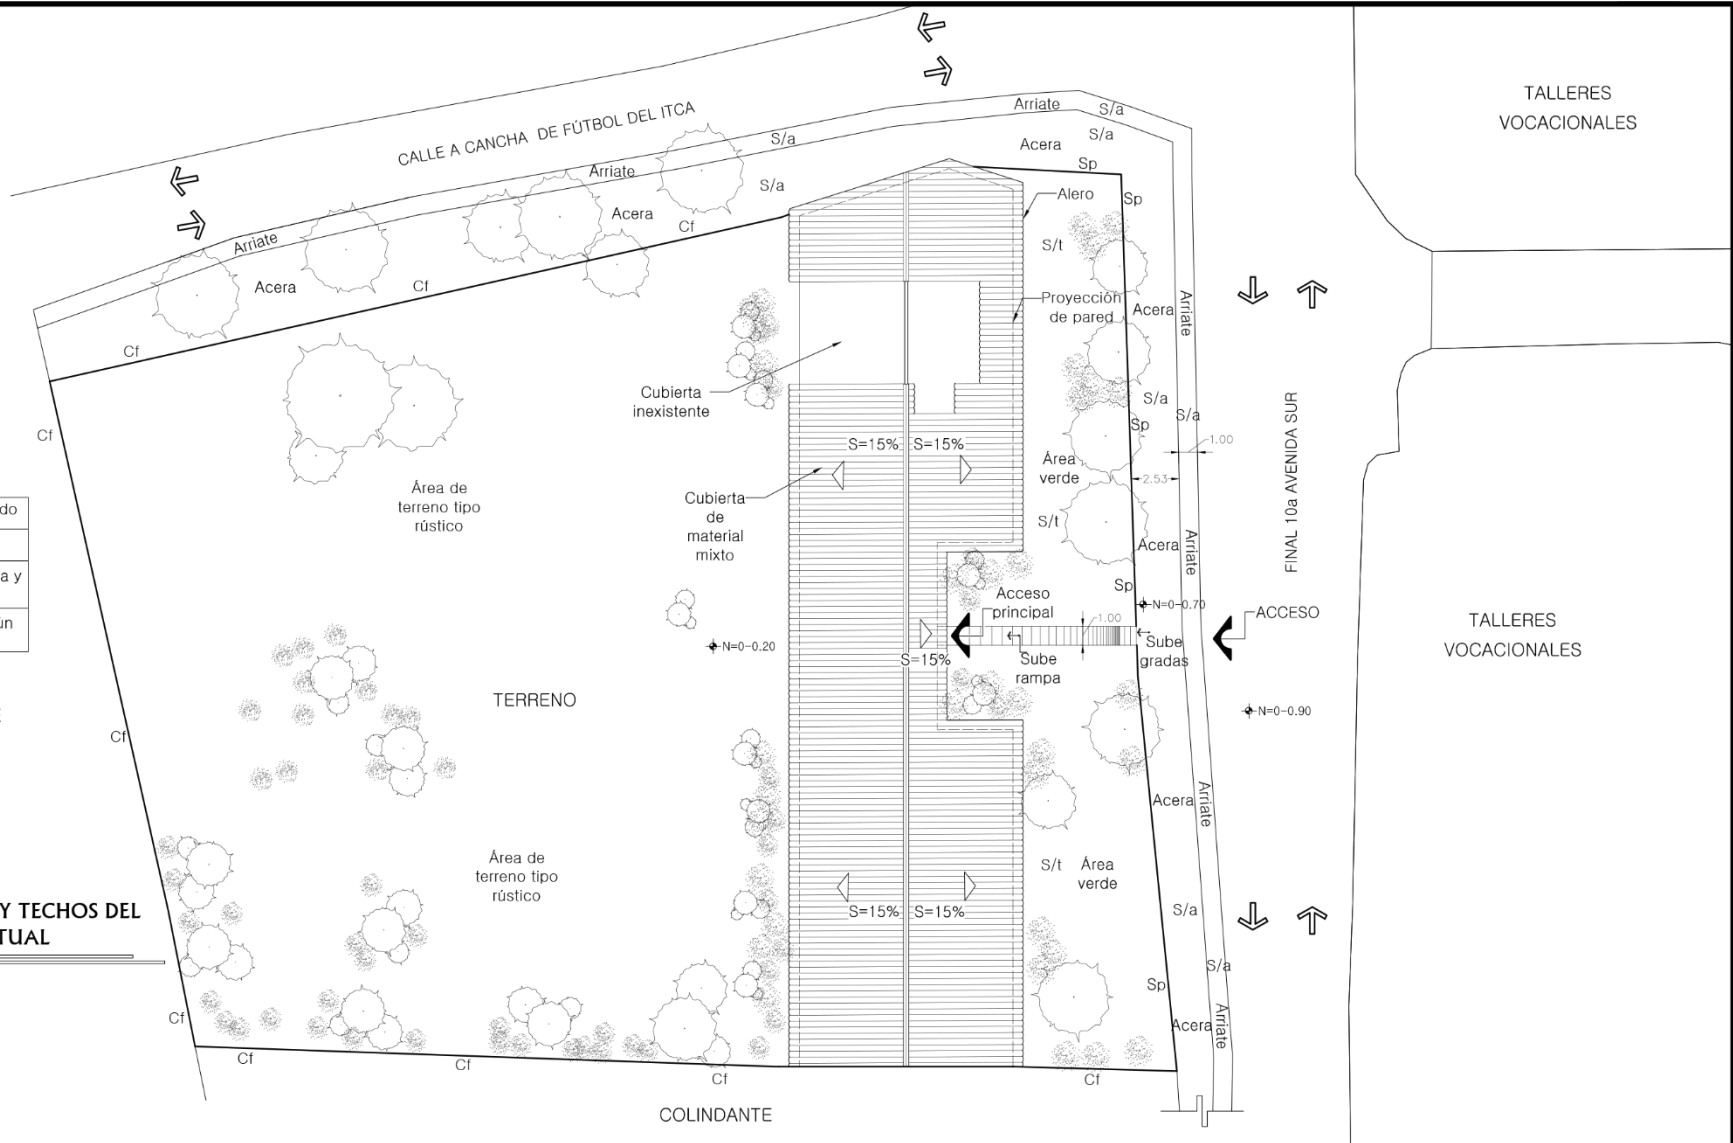 TALLERES
VOCACIONALES
CALLE A CANCHA DE FÚTBOL DEL ITCA
Arriate
S/a
S/a
Acera
Sp
S/a
Arriate
S/a
Acera
Cf
Arriate
Acera
Cf
Cf
Alero
Sp
S/t
Proyección
de pared
Acera
Arriate
Cubierta
inexistente
Cf
S/a
S/a
Sp
1.00
S=15%
S=15%
Área
verde
2.53
FINAL 10a AVENIDA SUR
Área de
terreno tipo
rústico
Cubierta
de
material
mixto
S/t
Acera
Arriate
do
a y
ún
Sp
Acceso
principal
N=0-0.70
ACCESO
1.00
TALLERES
VOCACIONALES
N=0-0.20
S=15%
Sube
rampa
Sube
gradas
TERRENO
N=0-0.90
Cf
Acera
Arriate
Área de
terreno tipo
rústico
S/t
Área
verde
S=15%
S=15%
S/a
Y TECHOS DEL
TUAL
S/a
Sp
Cf
Acera
Arriate
Cf
Cf
Cf
Cf
COLINDANTE